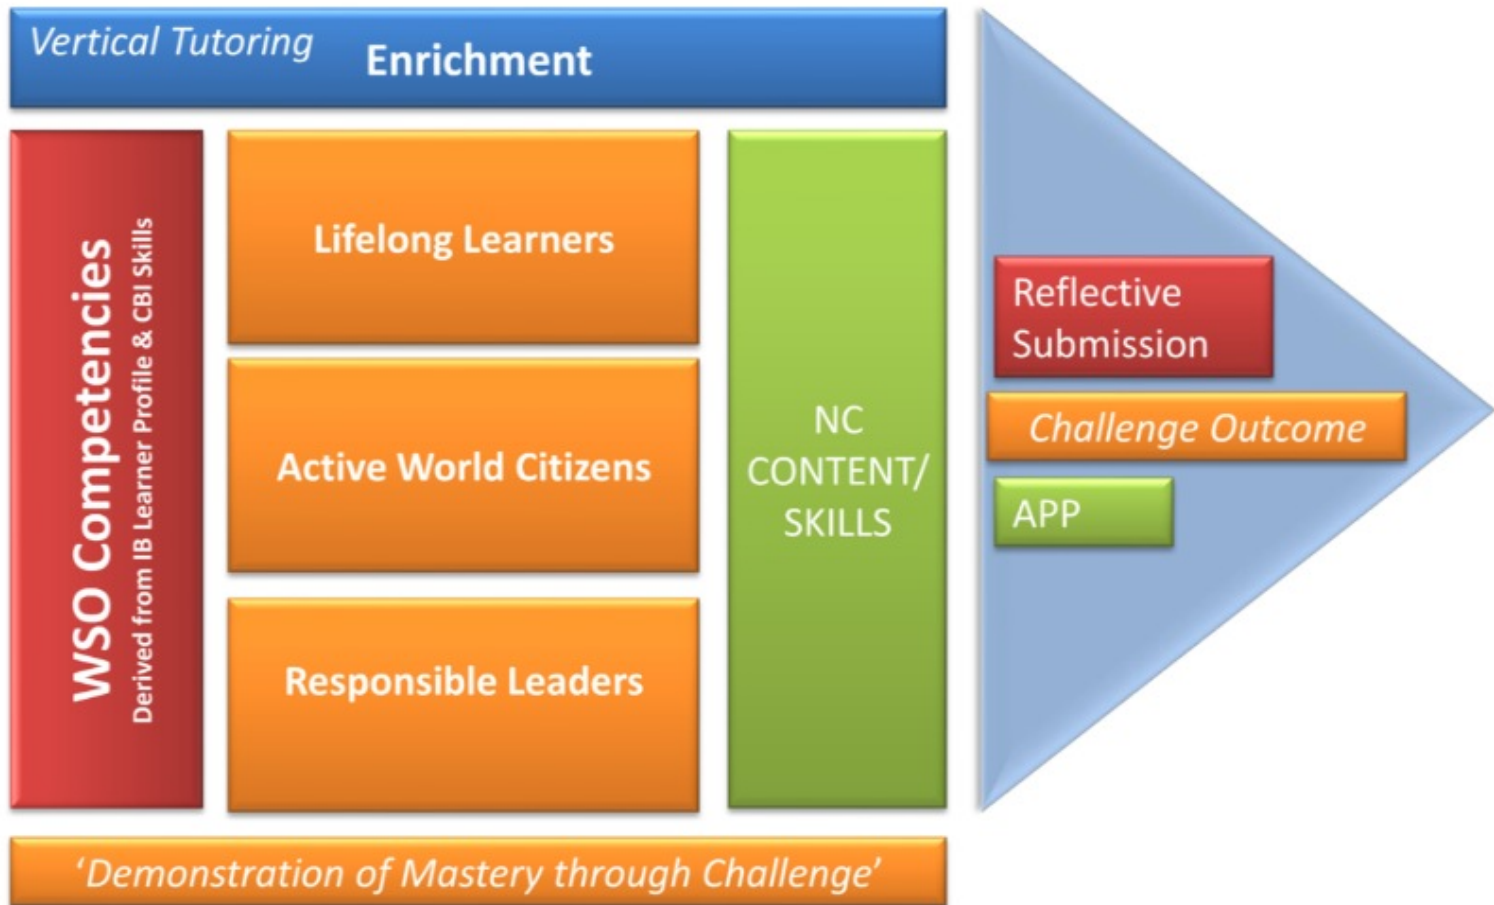 Vertical Tutoring
Enrichment
WSO Competencies
Derived from IB Learner Profile & CBI Skills
Lifelong Learners
Active World Citizens
Responsible Leaders
NC
CONTENT/
SKILLS
Reflective
Submission
Challenge Outcome
APP
‘Demonstration of Mastery through Challenge’